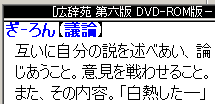 [広辞苑 第六版 DVD-ROM版-
ぎ‐ろん【議論】
互いに自分の説を述べあい、論
じあうこと。意見を戦わせること。
また、その内容。「白熱した―」